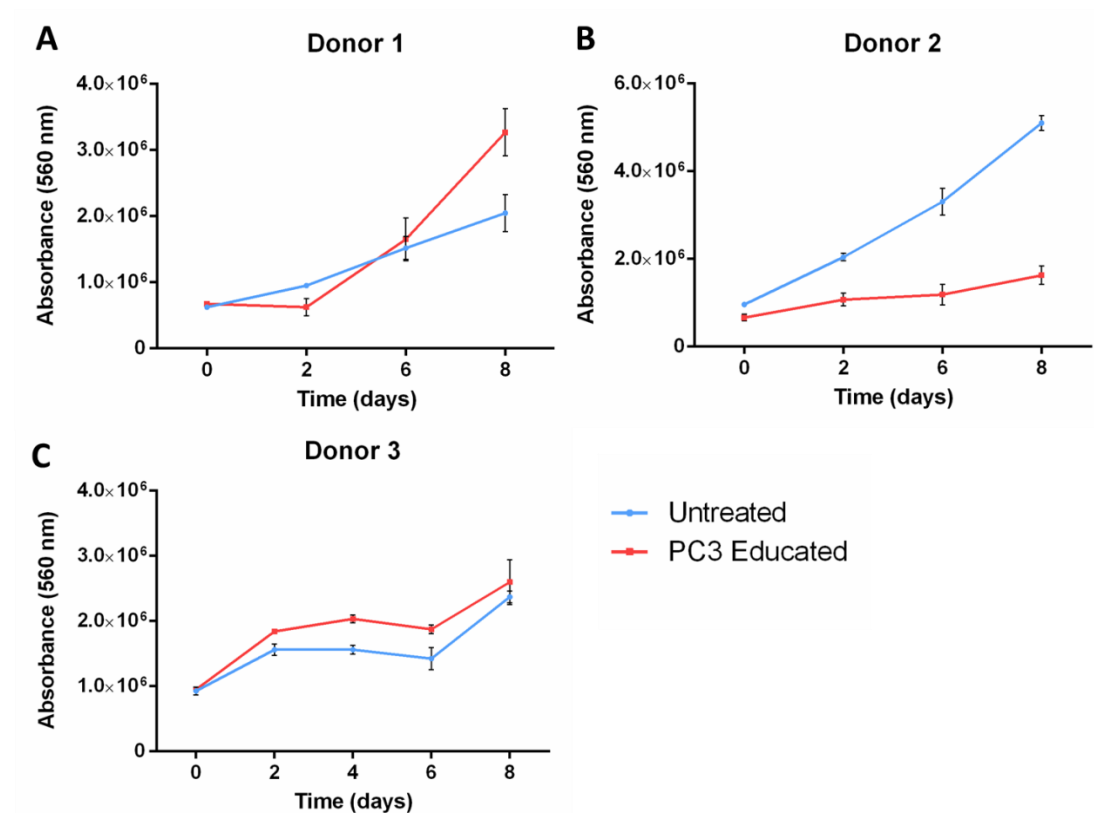 A
Donor 1
4.0×10⁶
3.0×10⁶
2.0×10⁶
1.0×10⁶
0
Absorbance (560 nm)
0 2 6 8
Time (days)
B
Donor 2
6.0×10⁶
4.0×10⁶
2.0×10⁶
0
Absorbance (560 nm)
0 2 6 8
Time (days)
C
Donor 3
4.0×10⁶
3.0×10⁶
2.0×10⁶
1.0×10⁶
0
Absorbance (560 nm)
0 2 4 6 8
Time (days)
Untreated
PC3 Educated